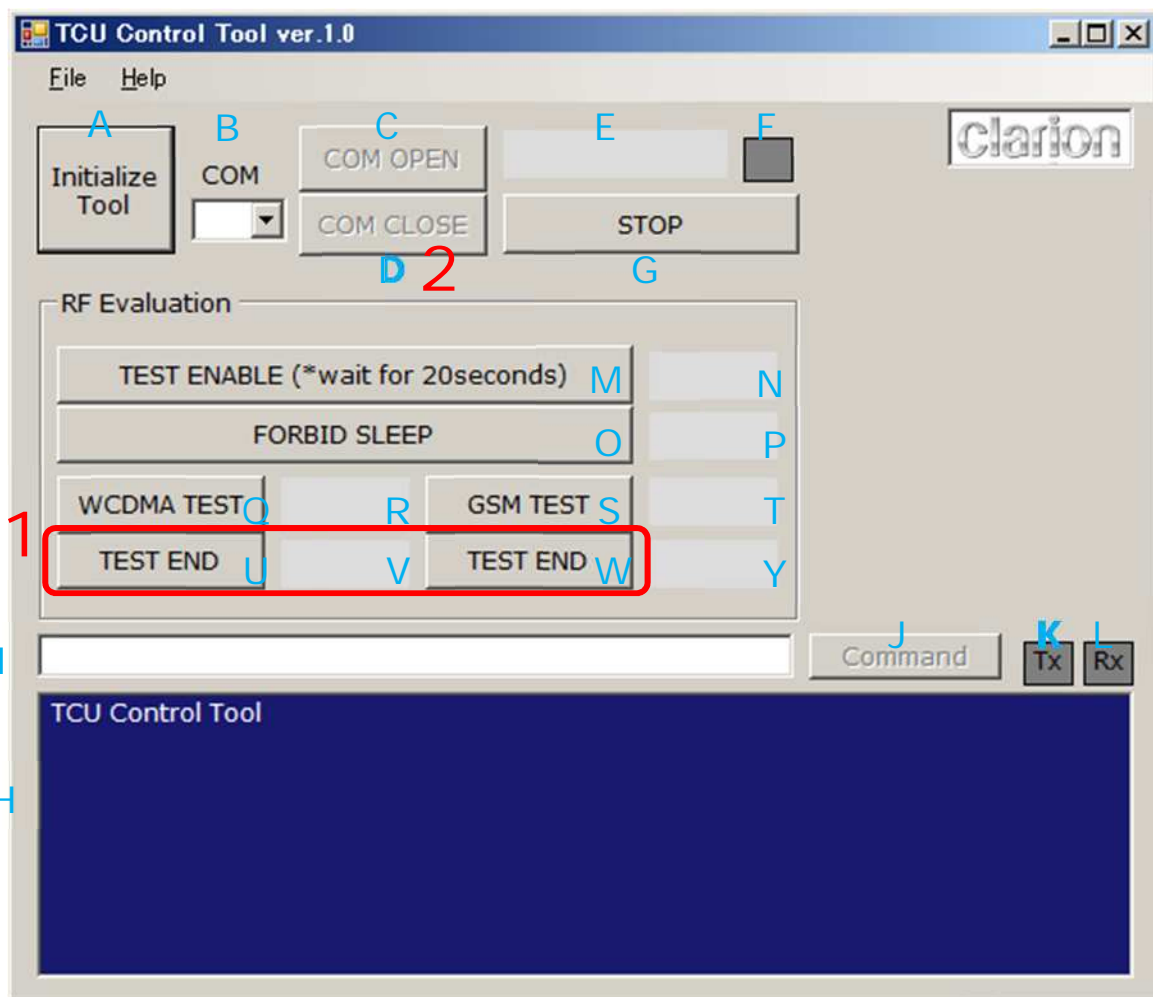 TCU Control Tool ver.1.0
File Help
A B C E F
Initialize Tool
COM
COM OPEN
clarion
COM CLOSE
STOP
D 2 G
RF Evaluation
TEST ENABLE (*wait for 20seconds) M N
FORBID SLEEP O P
WCDMA TEST Q R GSM TEST S T
1
TEST END U V TEST END W Y
I
J
Command
K
Tx
L
Rx
TCU Control Tool
H